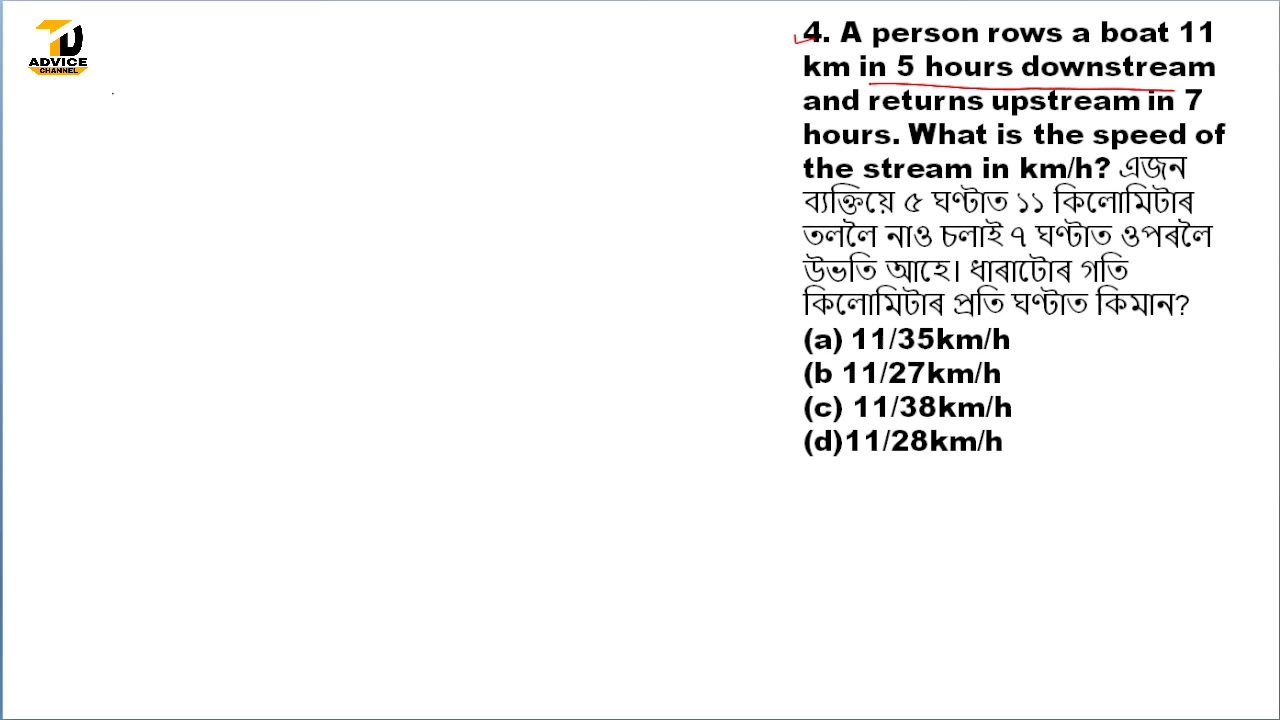 TU
ADVICE
CHANNEL
4. A person rows a boat 11
km in 5 hours downstream
and returns upstream in 7
hours. What is the speed of
the stream in km/h? এজন
ব্যক্তিয়ে ৫ ঘণ্টাত ১১ কিলোমিটাৰ
তললৈ নাও চলাই ৭ ঘণ্টাত ওপৰলৈ
উভতি আহে। ধাৰাটোৰ গতি
কিলোমিটাৰ প্ৰতি ঘণ্টাত কিমান?
(a) 11/35km/h
(b 11/27km/h
(c) 11/38km/h
(d)11/28km/h